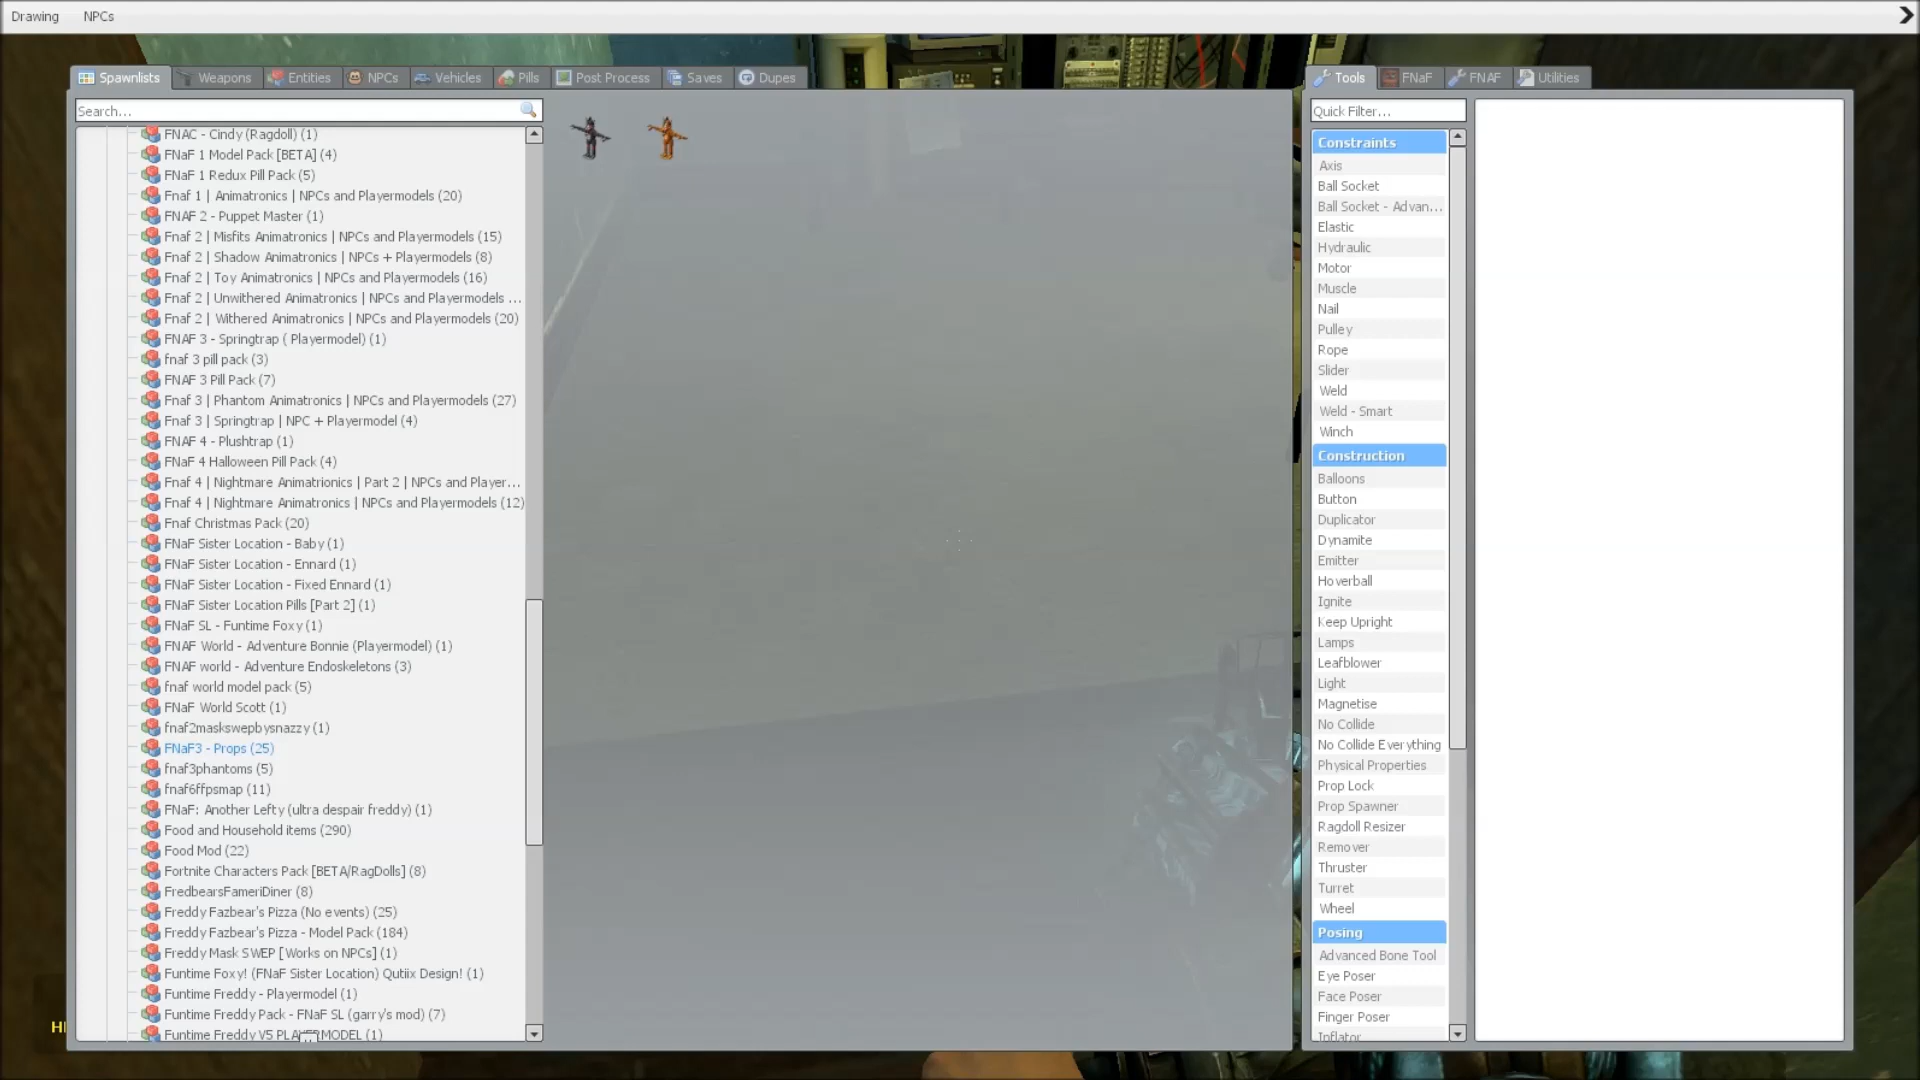 Drawing NPCs
Spawnlists Weapons Entities NPCs Vehicles Pills Post Process Saves Dupes
Search...
FNAC - Cindy (Ragdoll) (1)
FNaF 1 Model Pack [BETA] (4)
FNaF 1 Redux Pill Pack (5)
Fnaf 1 | Animatronics | NPCs and Playermodels (20)
FNAF 2 - Puppet Master (1)
Fnaf 2 | Misfits Animatronics | NPCs and Playermodels (15)
Fnaf 2 | Shadow Animatronics | NPCs + Playermodels (8)
Fnaf 2 | Toy Animatronics | NPCs and Playermodels (16)
Fnaf 2 | Unwithered Animatronics | NPCs and Playermodels ...
Fnaf 2 | Withered Animatronics | NPCs and Playermodels (20)
FNAF 3 - Springtrap ( Playermodel) (1)
fnaf 3 pill pack (3)
FNAF 3 Pill Pack (7)
Fnaf 3 | Phantom Animatronics | NPCs and Playermodels (27)
Fnaf 3 | Springtrap | NPC + Playermodel (4)
FNAF 4 - Plushtrap (1)
FNaF 4 Halloween Pill Pack (4)
Fnaf 4 | Nightmare Animatrionics | Part 2 | NPCs and Player...
Fnaf 4 | Nightmare Animatronics | NPCs and Playermodels (12)
Fnaf Christmas Pack (20)
FNaF Sister Location - Baby (1)
FNaF Sister Location - Ennard (1)
FNaF Sister Location - Fixed Ennard (1)
FNaF Sister Location Pills [Part 2] (1)
FNaF SL - Funtime Foxy (1)
FNAF World - Adventure Bonnie (Playermodel) (1)
FNAF world - Adventure Endoskeletons (3)
fnaf world model pack (5)
FNaF World Scott (1)
fnaf2maskswepbysnazzy (1)
FNaF3 - Props (25)
fnaf3phantoms (5)
fnaf6ffpsmap (11)
FNaF: Another Lefty (ultra despair freddy) (1)
Food and Household items (290)
Food Mod (22)
Fortnite Characters Pack [BETA/RagDolls] (8)
FredbearsFameriDiner (8)
Freddy Fazbear's Pizza (No events) (25)
Freddy Fazbear's Pizza - Model Pack (184)
Freddy Mask SWEP [Works on NPCs] (1)
Funtime Foxy! (FNaF Sister Location) Qutiix Design! (1)
Funtime Freddy - Playermodel (1)
Funtime Freddy Pack - FNaF SL (garry's mod) (7)
Funtime Freddy V5 PLAYERMODEL (1)
Tools FNaF FNAF Utilities
Quick Filter...
Constraints
Axis
Ball Socket
Ball Socket - Advan...
Elastic
Hydraulic
Motor
Muscle
Nail
Pulley
Rope
Slider
Weld
Weld - Smart
Winch
Construction
Balloons
Button
Duplicator
Dynamite
Emitter
Hoverball
Ignite
Keep Upright
Lamps
Leafblower
Light
Magnetise
No Collide
No Collide Everything
Physical Properties
Prop Lock
Prop Spawner
Ragdoll Resizer
Remover
Thruster
Turret
Wheel
Posing
Advanced Bone Tool
Eye Poser
Face Poser
Finger Poser
Inflator